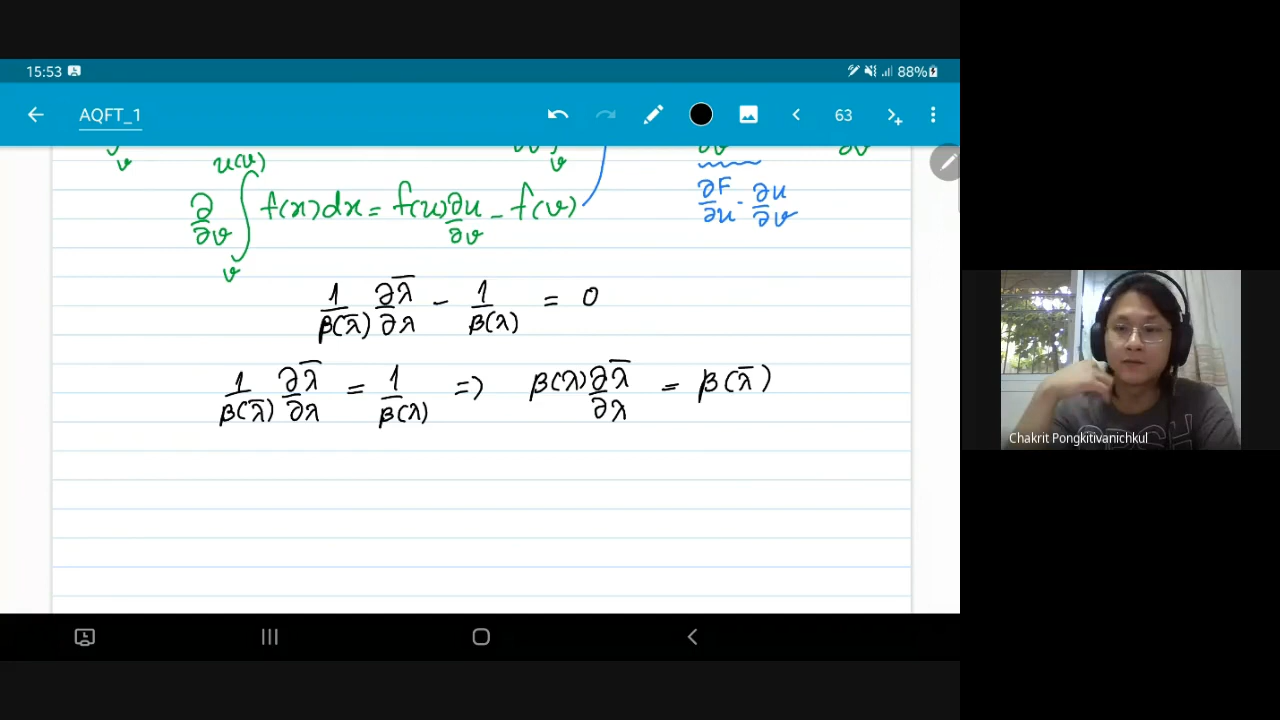 15:53 88%
AQFT_1 63
v u(v) ∂v v ∂v ∂v
∂/∂v ∫_v^{u(v)} f(x)dx = f(u)∂u/∂v - f(v) ∂F/∂u · ∂u/∂v
1/β(λ̄) ∂λ̄/∂λ - 1/β(λ) = 0
1/β(λ̄) ∂λ̄/∂λ = 1/β(λ) => β(λ)∂λ̄/∂λ = β(λ̄)
Chakrit Pongkitivanichkul